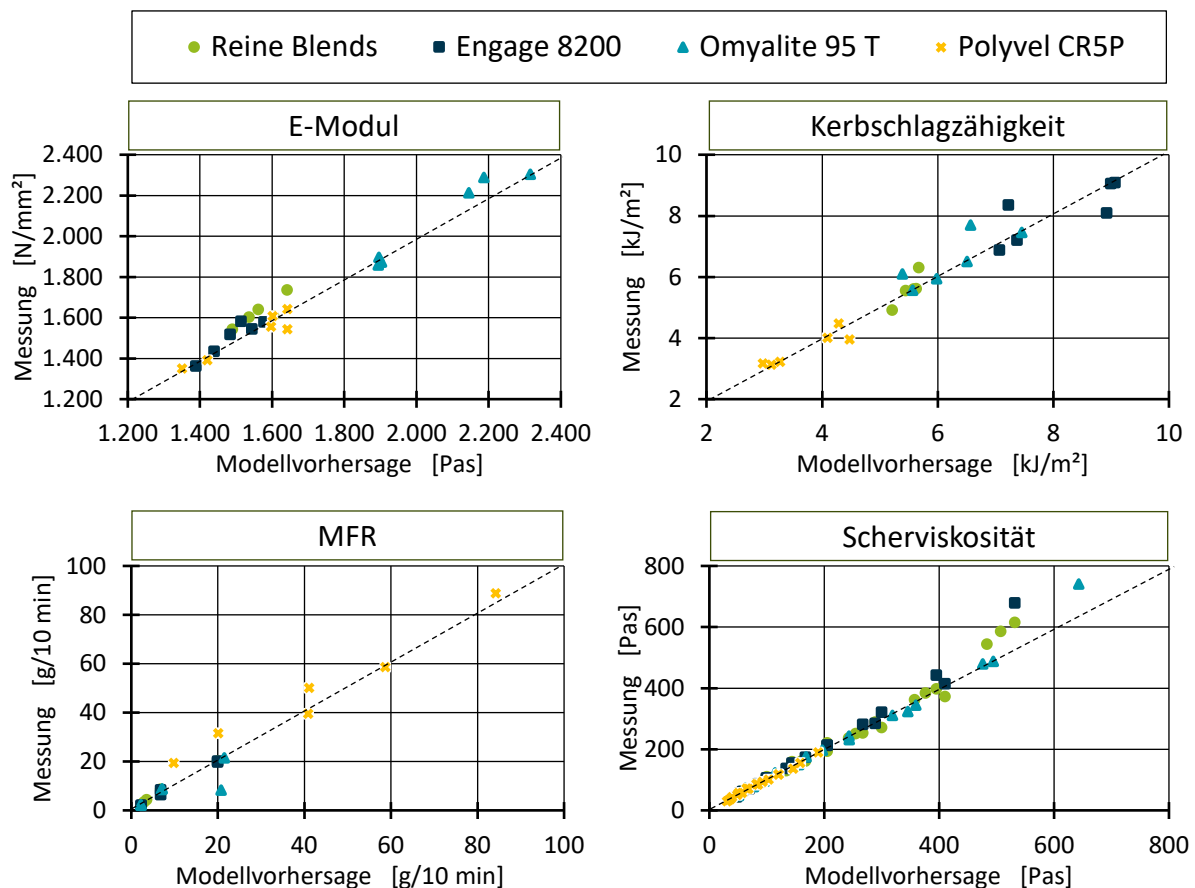 Reine Blends Engage 8200 Omyalite 95 T Polyvel CR5P
E-Modul
Messung [N/mm²]
2.400
2.200
2.000
1.800
1.600
1.400
1.200
1.200 1.400 1.600 1.800 2.000 2.200 2.400
Modellvorhersage [Pas]
Kerbschlagzähigkeit
Messung [kJ/m²]
10
8
6
4
2
2 4 6 8 10
Modellvorhersage [kJ/m²]
MFR
Messung [g/10 min]
100
80
60
40
20
0
0 20 40 60 80 100
Modellvorhersage [g/10 min]
Scherviskosität
Messung [Pas]
800
600
400
200
0
0 200 400 600 800
Modellvorhersage [Pas]